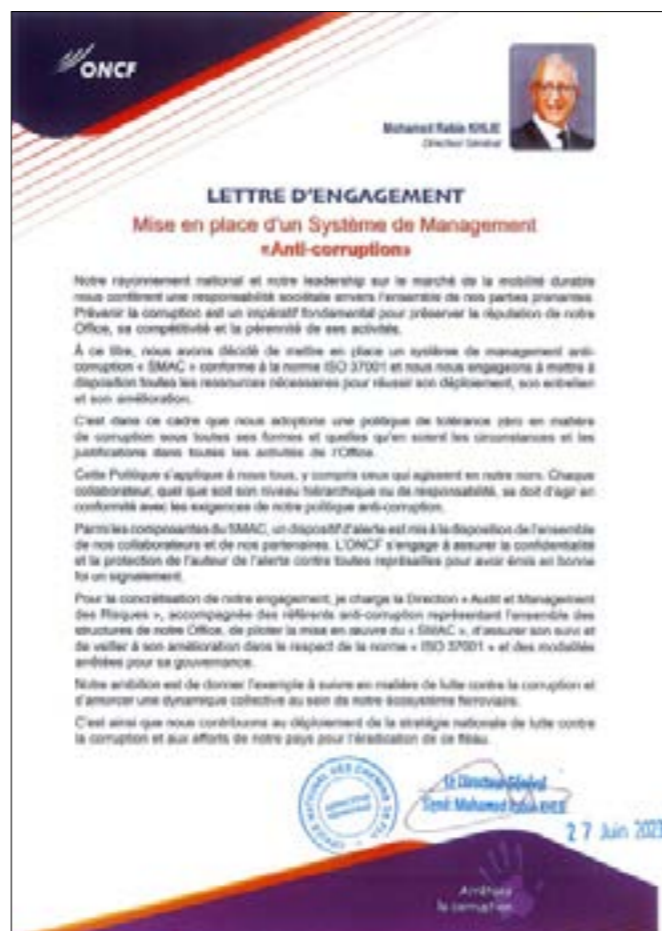 ONCF
Mohamed Rabie KHLIE
Directeur Général
LETTRE D'ENGAGEMENT
Mise en place d'un Système de Management
«Anti-corruption»
Notre rayonnement national et notre leadership sur le marché de la mobilité durable
nous confèrent une responsabilité sociétale envers l'ensemble de nos parties prenantes.
Prévenir la corruption est un impératif fondamental pour préserver la réputation de notre
Office, sa compétitivité et la pérennité de ses activités.
À ce titre, nous avons décidé de mettre en place un système de management anti-
corruption « SMAC » conforme à la norme ISO 37001 et nous nous engageons à mettre à
disposition toutes les ressources nécessaires pour réussir son déploiement, son entretien
et son amélioration.
C'est dans ce cadre que nous adoptons une politique de tolérance zéro en matière
de corruption sous toutes ses formes et quelles qu'en soient les circonstances et les
justifications dans toutes les activités de l'Office.
Cette Politique s'applique à nous tous, y compris ceux qui agissent en notre nom. Chaque
collaborateur, quel que soit son niveau hiérarchique ou de responsabilité, se doit d'agir en
conformité avec les exigences de notre politique anti-corruption.
Parmi les composantes du SMAC, un dispositif d'alerte est mis à la disposition de l'ensemble
de nos collaborateurs et de nos partenaires. L'ONCF s'engage à assurer la confidentialité
et la protection de l'auteur de l'alerte contre toutes représailles pour avoir émis en bonne
foi un signalement.
Pour la concrétisation de notre engagement, je charge la Direction « Audit et Management
des Risques », accompagnée des référents anti-corruption représentant l'ensemble des
structures de notre Office, de piloter la mise en œuvre du « SMAC », d'assurer son suivi et
de veiller à son amélioration dans le respect de la norme « ISO 37001 » et des modalités
arrêtées pour sa gouvernance.
Notre ambition est de donner l'exemple à suivre en matière de lutte contre la corruption et
d'amorcer une dynamique collective au sein de notre écosystème ferroviaire.
C'est ainsi que nous contribuons au déploiement de la stratégie nationale de lutte contre
la corruption et aux efforts de notre pays pour l'éradication de ce fléau.
OFFICE NATIONAL DES CHEMINS DE FER
Le Directeur Général
Signé: Mohamed Rabie KHLIE
27 Juin 2023
Arrêtons
la corruption